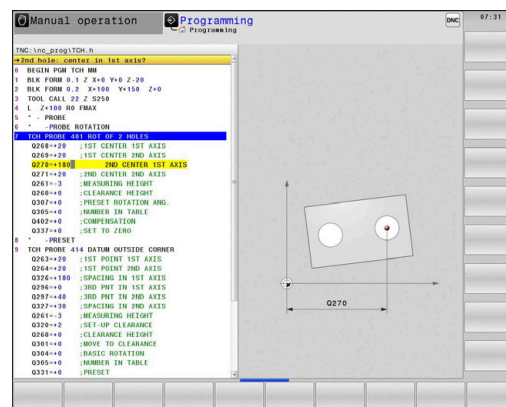 Manual operation
Programming
Programming
DNC
07:31
TNC:\nc_prog\TCH.h
→2nd hole: center in 1st axis?
0 BEGIN PGM TCH MM
1 BLK FORM 0.1 Z X+0 Y+0 Z-20
2 BLK FORM 0.2 X+100 Y+150 Z+0
3 TOOL CALL 22 Z S250
4 L Z+100 R0 FMAX
5 * - PROBE
6 * -PROBE ROTATION
7 TCH PROBE 401 ROT OF 2 HOLES
Q268=+20 ;1ST CENTER 1ST AXIS
Q269=+20 ;1ST CENTER 2ND AXIS
Q270=+180 2ND CENTER 1ST AXIS
Q271=+20 ;2ND CENTER 2ND AXIS
Q261=-3 ;MEASURING HEIGHT
Q260=+0 ;CLEARANCE HEIGHT
Q307=+0 ;PRESET ROTATION ANG.
Q305=+0 ;NUMBER IN TABLE
Q402=+0 ;COMPENSATION
Q337=+0 ;SET TO ZERO
8 * -PRESET
9 TCH PROBE 414 DATUM OUTSIDE CORNER
Q263=+20 ;1ST POINT 1ST AXIS
Q264=+20 ;1ST POINT 2ND AXIS
Q326=+180 ;SPACING IN 1ST AXIS
Q296=+0 ;3RD PNT IN 1ST AXIS
Q297=+40 ;3RD PNT IN 2ND AXIS
Q327=+30 ;SPACING IN 2ND AXIS
Q261=-3 ;MEASURING HEIGHT
Q320=+2 ;SET-UP CLEARANCE
Q260=+0 ;CLEARANCE HEIGHT
Q301=+0 ;MOVE TO CLEARANCE
Q304=+0 ;BASIC ROTATION
Q305=+0 ;NUMBER IN TABLE
Q331=+0 ;PRESET
Q270